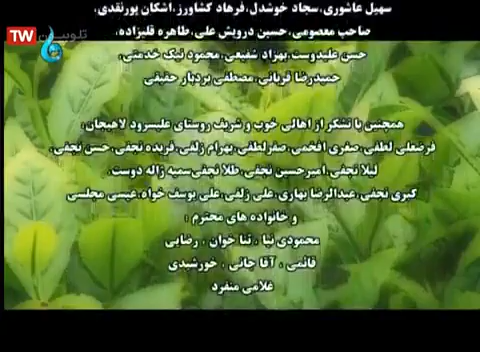 سهیل عاشوری،سجاد خوشدل،فرهاد کشاورز،اشکان پورنقدی،
صاحب معصومی،حسین درویش علی،طاهره قلیزاده،
حسن علیدوست،بهزاد شفیعی،محمود نیک خدمتی،
حمیدرضا قربانی،مصطفی بردبار حقیقی
همچنین با تشکر از اهالی خوب و شریف روستای علیسرود لاهیجان:
فرضعلی لطفی،صغری افخمی،صفرلطفی،بهرام زلفی،فریده نجفی،حسن نجفی،
لیلا نجفی،امیرحسین نجفی،طلا نجفی،سمیه ژاله دوست،
کبری نجفی،عبدالرضا بهاری،علی زلفی،علی یوسف خواه،عیسی مجلسی
و خانواده های محترم :
محمودی نیا ، ثنا خوان ، رضایی
قائمی ، آقا جانی ، خورشیدی
غلامی منفرد
TW
تلوبیون